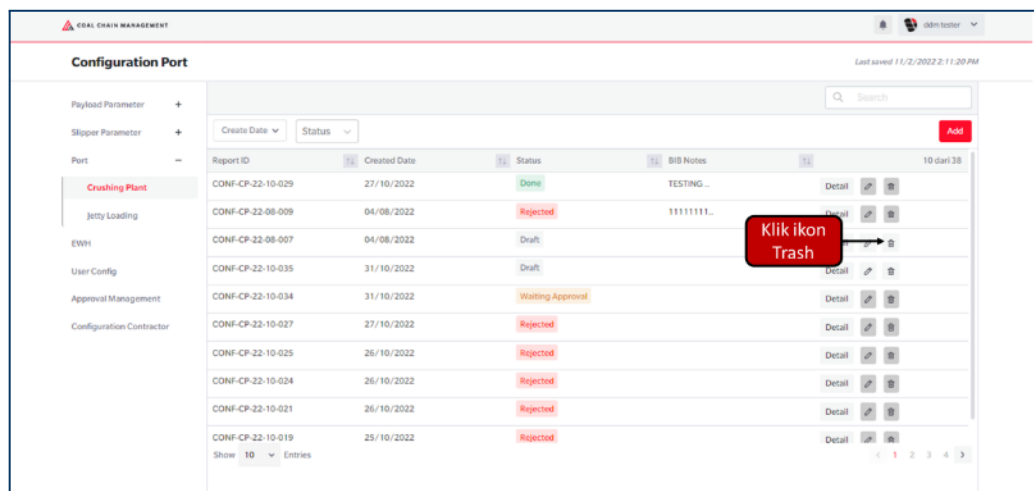 COAL CHAIN MANAGEMENT
ddm tester
Configuration Port
Last saved 11/2/2022 2:11:20 PM
Payload Parameter +
Search
Slipper Parameter +
Create Date
Status
Add
Port −
Report ID Created Date Status BIB Notes 10 dari 38
Crushing Plant
CONF-CP-22-10-029 27/10/2022 Done TESTING... Detail
Jetty Loading
CONF-CP-22-08-009 04/08/2022 Rejected 11111111... Detail
Klik ikon
Trash
EWH
CONF-CP-22-08-007 04/08/2022 Draft
User Config
CONF-CP-22-10-035 31/10/2022 Draft Detail
Approval Management
CONF-CP-22-10-034 31/10/2022 Waiting Approval Detail
Configuration Contractor
CONF-CP-22-10-027 27/10/2022 Rejected Detail
CONF-CP-22-10-025 26/10/2022 Rejected Detail
CONF-CP-22-10-024 26/10/2022 Rejected Detail
CONF-CP-22-10-021 26/10/2022 Rejected Detail
CONF-CP-22-10-019 25/10/2022 Rejected Detail
Show 10 Entries
< 1 2 3 4 >